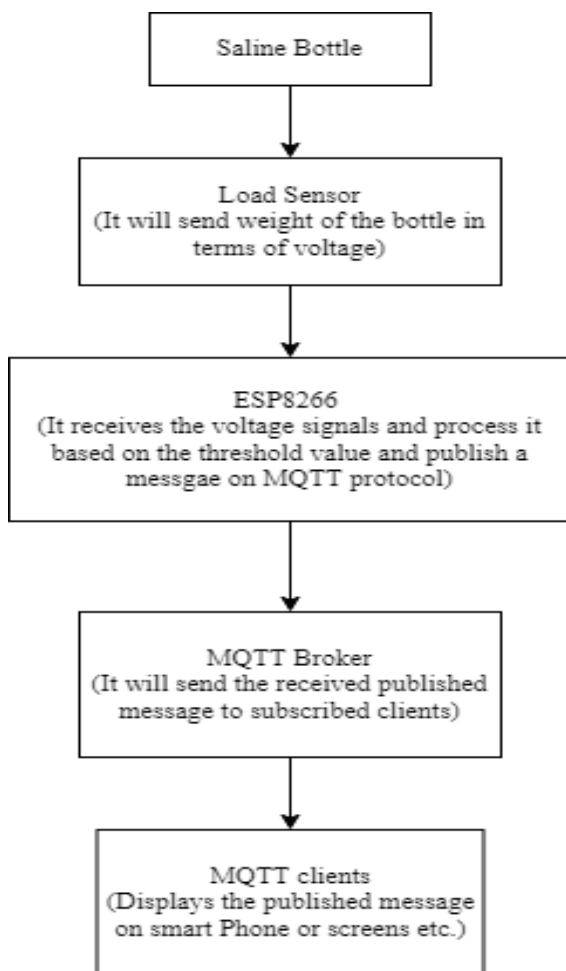 Saline Bottle
Load Sensor
(It will send weight of the bottle in
terms of voltage)
ESP8266
(It receives the voltage signals and process it
based on the threshold value and publish a
messgae on MQTT protocol)
MQTT Broker
(It will send the received published
message to subscribed clients)
MQTT clients
(Displays the published message
on smart Phone or screens etc.)